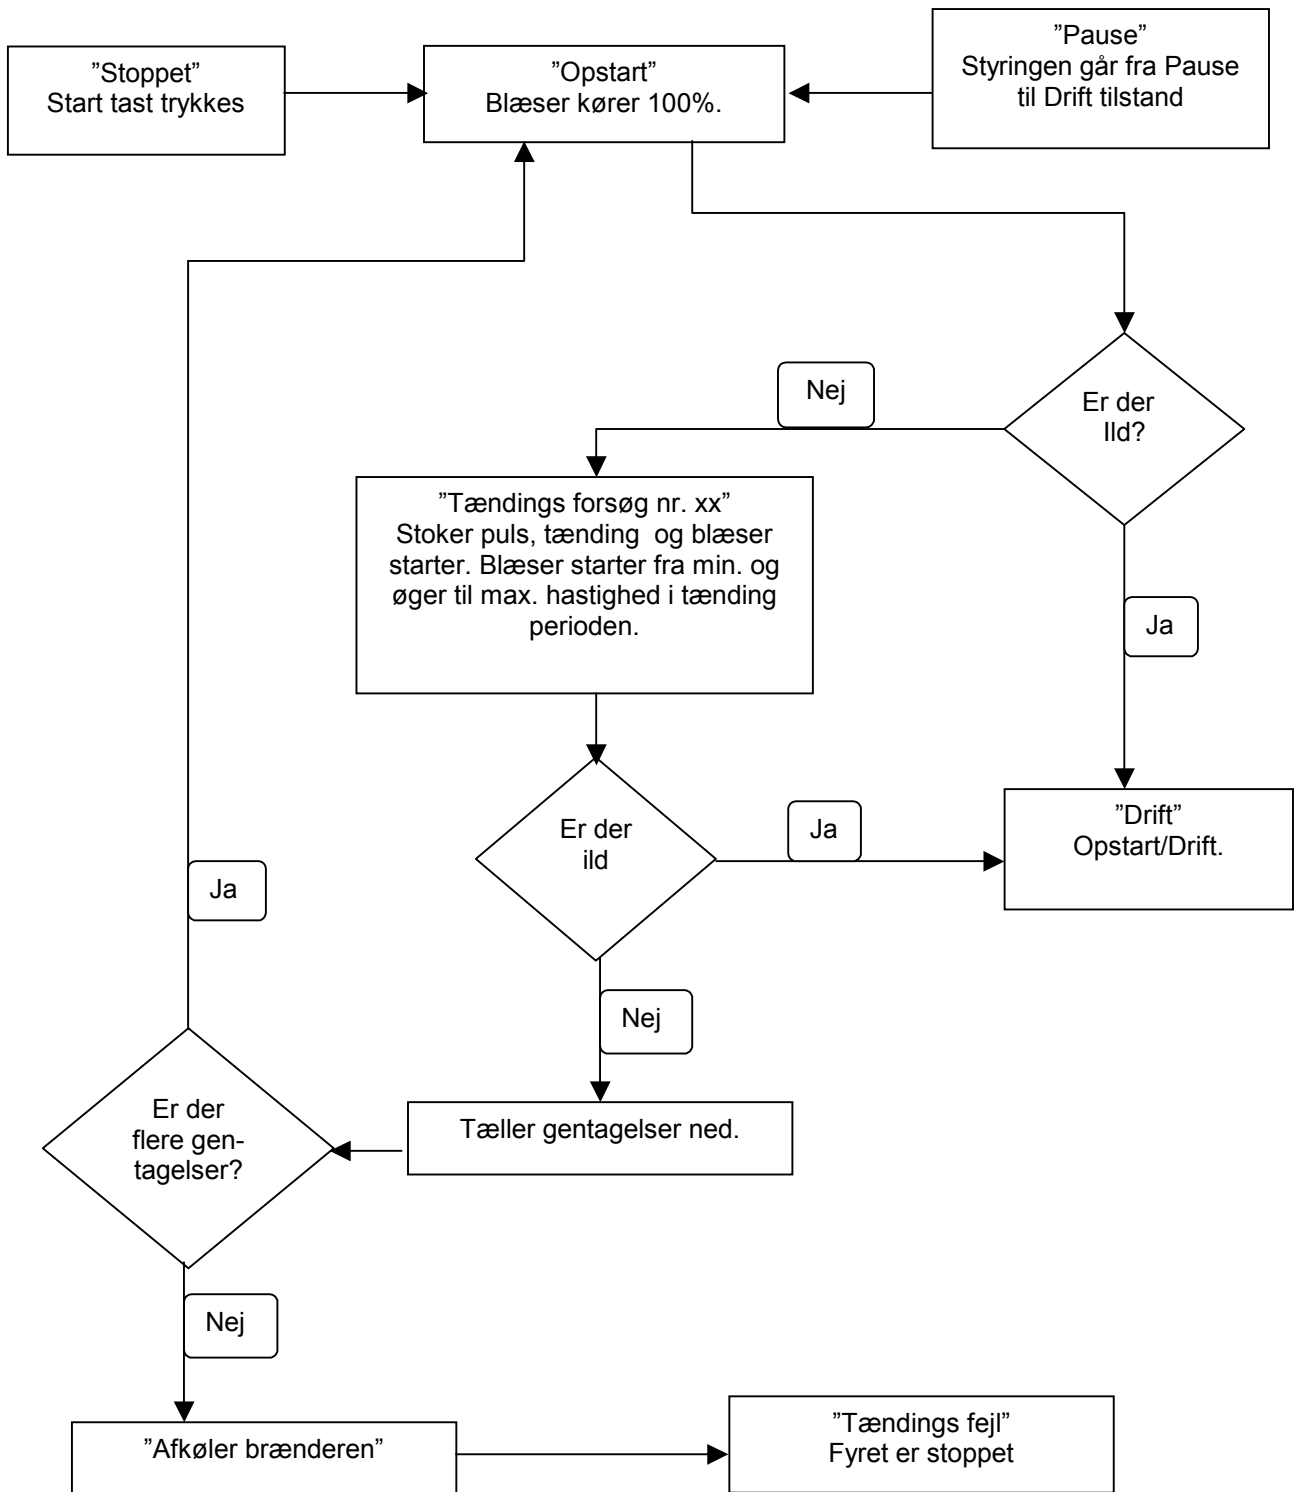 "Stoppet"
Start tast trykkes
"Opstart"
Blæser kører 100%.
"Pause"
Styringen går fra Pause
til Drift tilstand
Er der
Ild?
Nej
Ja
"Tændings forsøg nr. xx"
Stoker puls, tænding og blæser
starter. Blæser starter fra min. og
øger til max. hastighed i tænding
perioden.
Er der
ild
Ja
"Drift"
Opstart/Drift.
Nej
Tæller gentagelser ned.
Er der
flere gen-
tagelser?
Ja
Nej
"Afkøler brænderen"
"Tændings fejl"
Fyret er stoppet